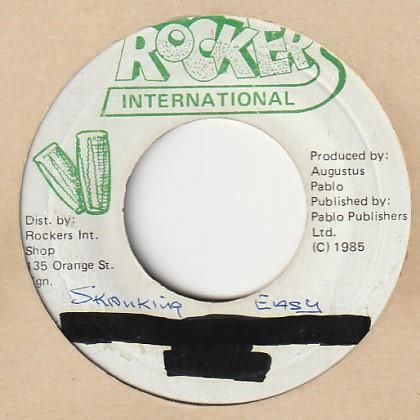 ROCKERS
INTERNATIONAL
Produced by:
Augustus
Pablo
Published by:
Pablo Publishers
Ltd.
(C) 1985
Dist. by:
Rockers Int.
Shop
135 Orange St.
Kgn.
Skanking Easy